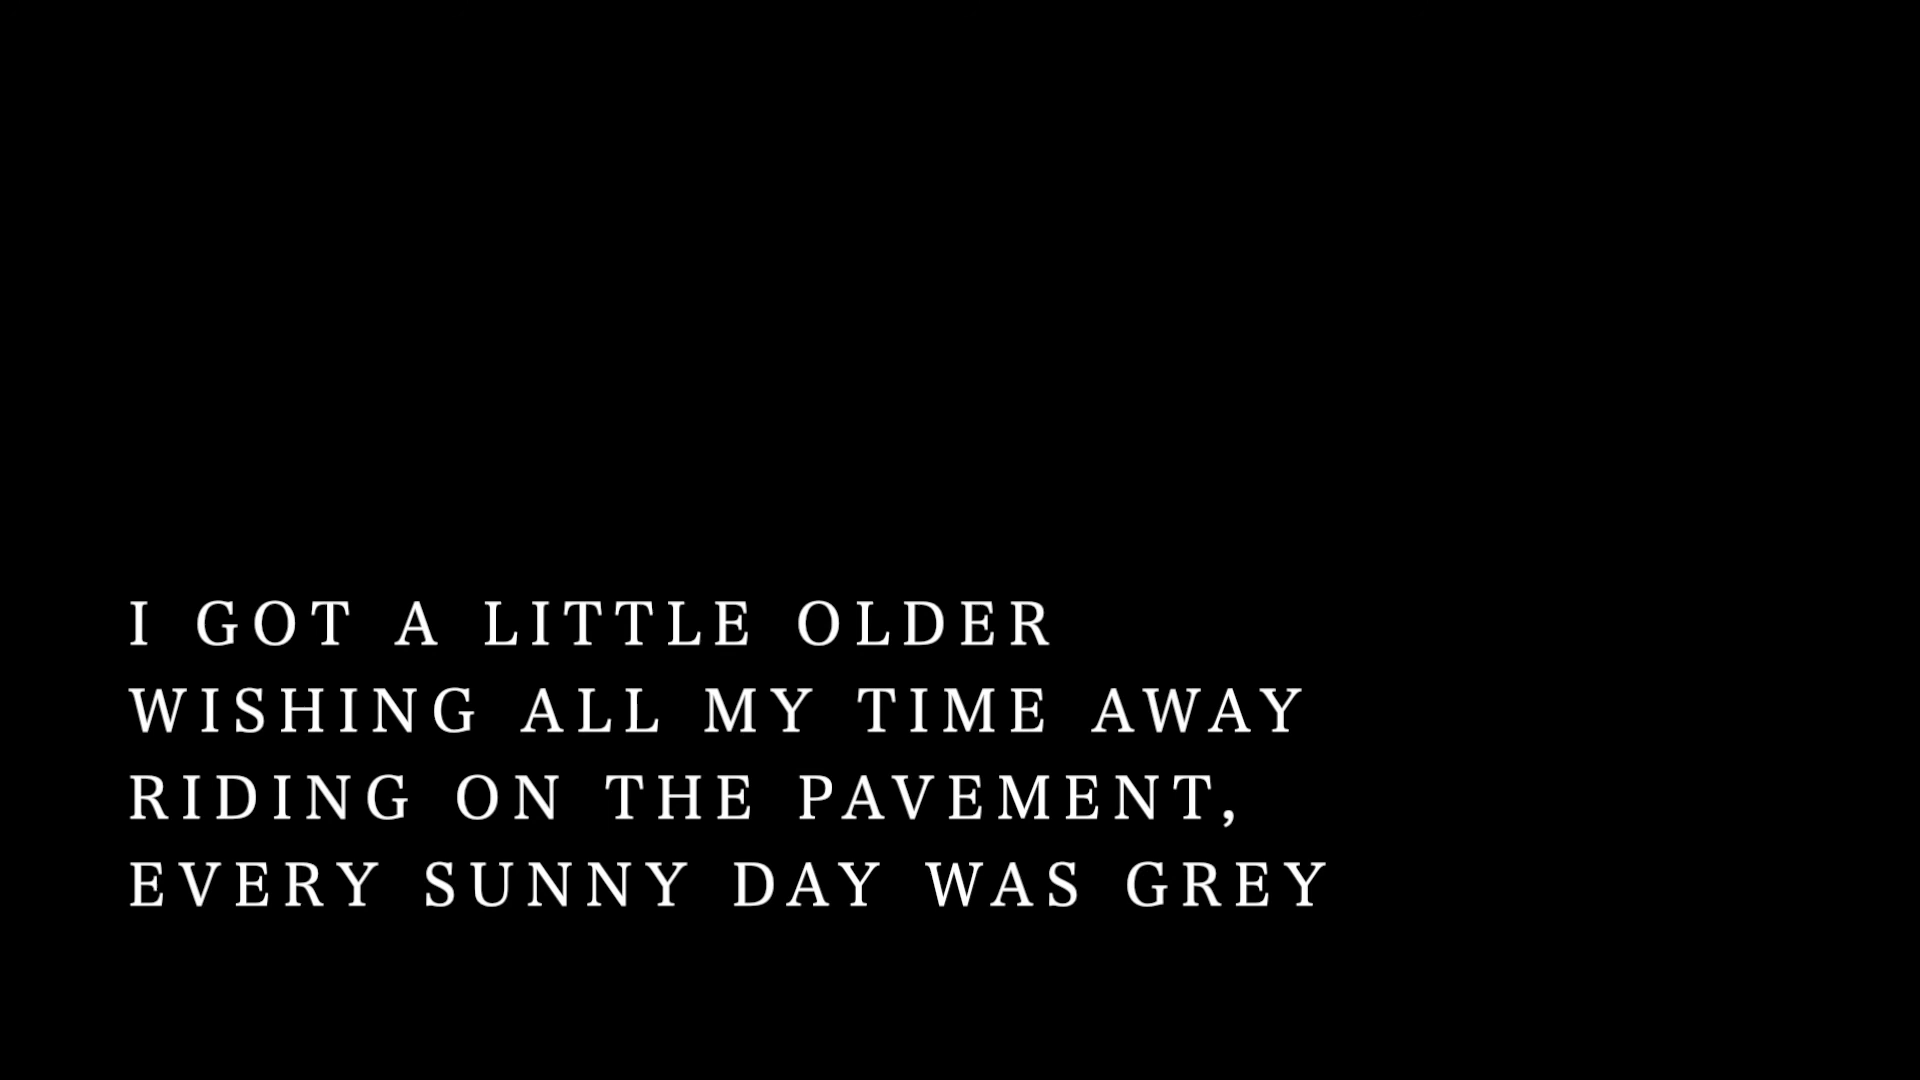 I GOT A LITTLE OLDER
WISHING ALL MY TIME AWAY
RIDING ON THE PAVEMENT,
EVERY SUNNY DAY WAS GREY